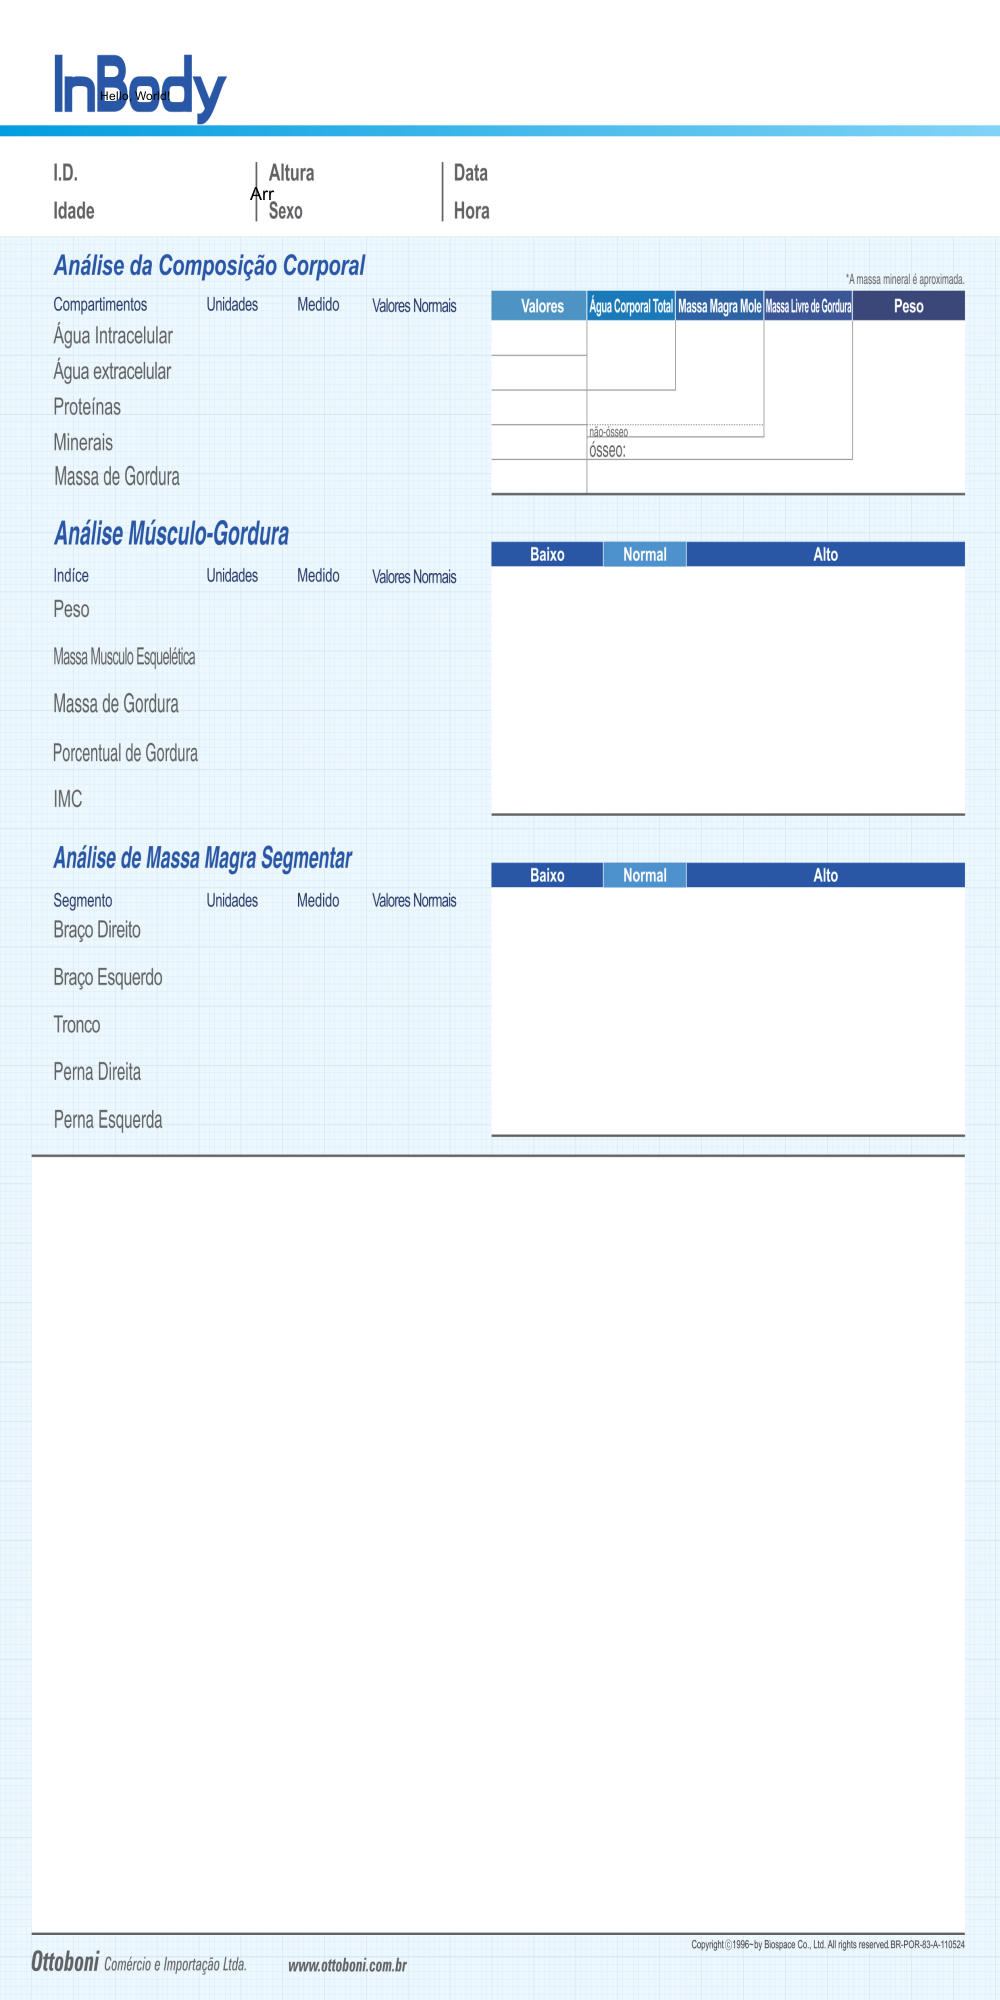 InBody
Hello, World!
I.D.
Altura
Data
Arr
Idade
Sexo
Hora
Análise da Composição Corporal
*A massa mineral é aproximada.
Compartimentos Unidades Medido Valores Normais
Valores Água Corporal Total Massa Magra Mole Massa Livre de Gordura Peso
Água Intracelular
Água extracelular
Proteínas
não-ósseo
Minerais
ósseo:
Massa de Gordura
Análise Músculo-Gordura
Baixo Normal Alto
Indíce Unidades Medido Valores Normais
Peso
Massa Musculo Esquelética
Massa de Gordura
Porcentual de Gordura
IMC
Análise de Massa Magra Segmentar
Baixo Normal Alto
Segmento Unidades Medido Valores Normais
Braço Direito
Braço Esquerdo
Tronco
Perna Direita
Perna Esquerda
Copyright ©1996~by Biospace Co., Ltd. All rights reserved. BR-POR-83-A-110524
Ottoboni Comércio e Importação Ltda. www.ottoboni.com.br